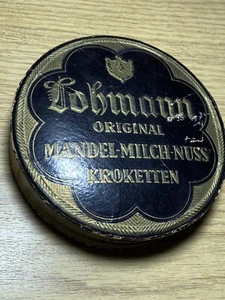 Lohmann
ORIGINAL
MANDEL-MILCH-NUSS
KROKETTEN